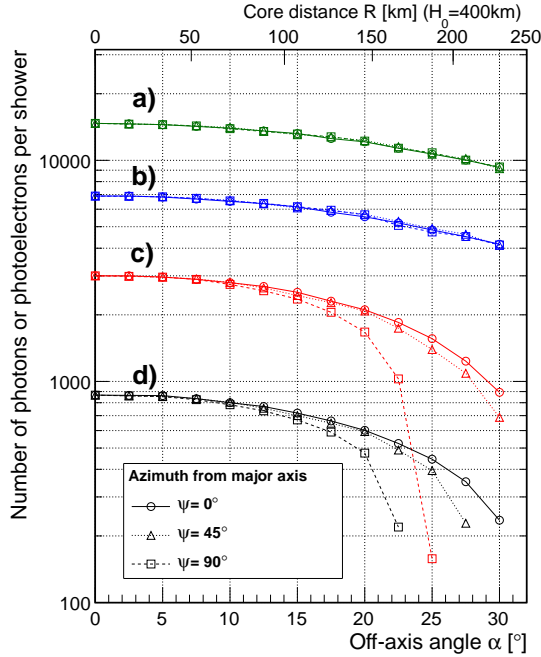 Core distance R [km] (H_0=400km)
0 50 100 150 200 250
Number of photons or photoelectrons per shower
10000
1000
100
a)
b)
c)
d)
Azimuth from major axis
ψ= 0°
ψ= 45°
ψ= 90°
0 5 10 15 20 25 30
Off-axis angle α [°]